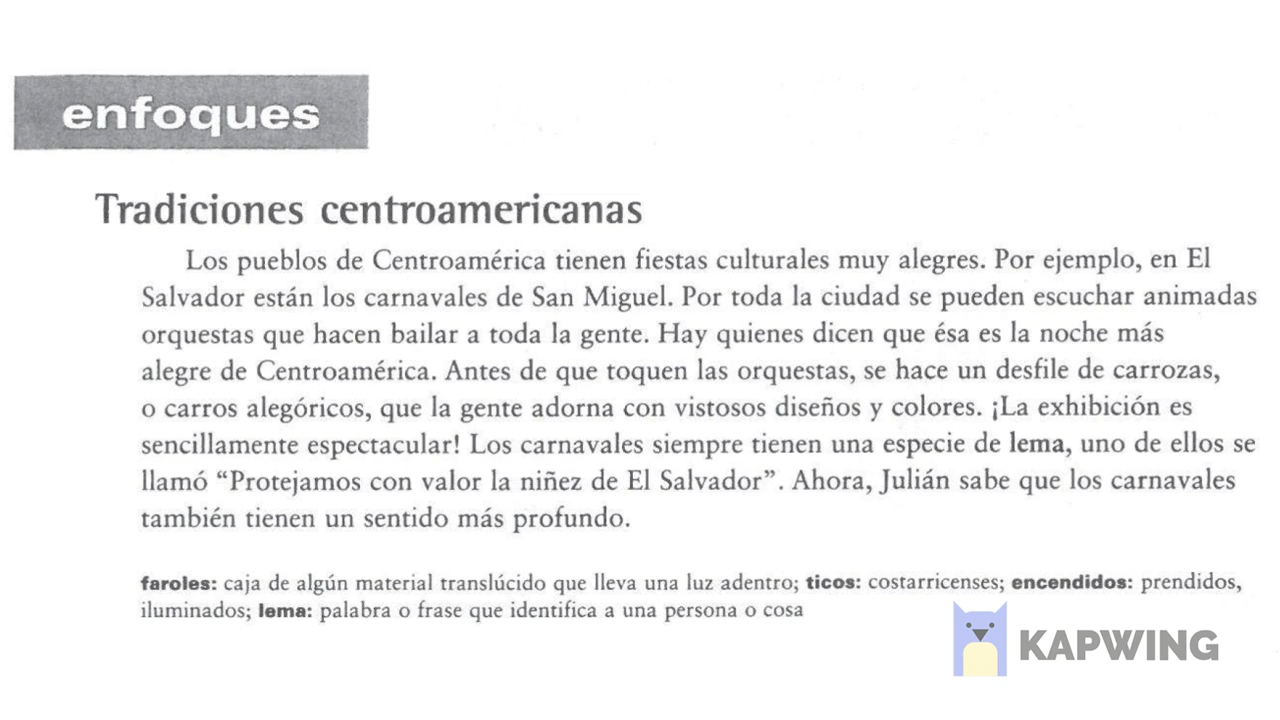 enfoques
Tradiciones centroamericanas
Los pueblos de Centroamérica tienen fiestas culturales muy alegres. Por ejemplo, en El
Salvador están los carnavales de San Miguel. Por toda la ciudad se pueden escuchar animadas
orquestas que hacen bailar a toda la gente. Hay quienes dicen que ésa es la noche más
alegre de Centroamérica. Antes de que toquen las orquestas, se hace un desfile de carrozas,
o carros alegóricos, que la gente adorna con vistosos diseños y colores. ¡La exhibición es
sencillamente espectacular! Los carnavales siempre tienen una especie de lema, uno de ellos se
llamó “Protejamos con valor la niñez de El Salvador”. Ahora, Julián sabe que los carnavales
también tienen un sentido más profundo.
faroles: caja de algún material translúcido que lleva una luz adentro; ticos: costarricenses; encendidos: prendidos,
iluminados; lema: palabra o frase que identifica a una persona o cosa
KAPWING